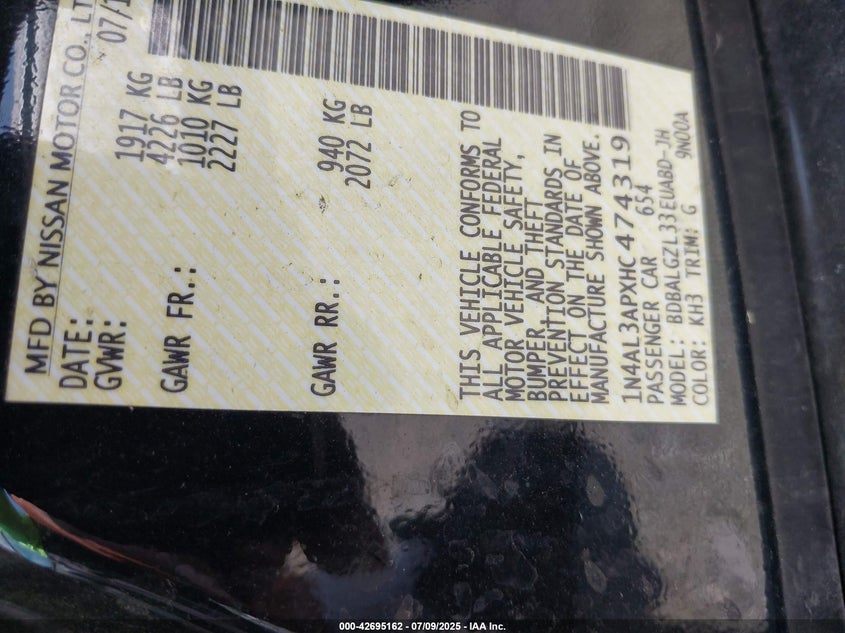 MFD BY NISSAN MOTOR CO., LT
DATE: 07/1
GVWR: 1917 KG
4226 LB
GAWR FR.: 1010 KG
2227 LB
GAWR RR.: 940 KG
2072 LB
THIS VEHICLE CONFORMS TO
ALL APPLICABLE FEDERAL
MOTOR VEHICLE SAFETY,
BUMPER AND THEFT
PREVENTION STANDARDS IN
EFFECT ON THE DATE OF
MANUFACTURE SHOWN ABOVE.
1N4AL3APXHC474319
PASSENGER CAR 654
MODEL: BDBALGZL33EUABD-JH
COLOR: KH3 TRIM: G 9N00A
000-42695162 - 07/09/2025 - IAA Inc.